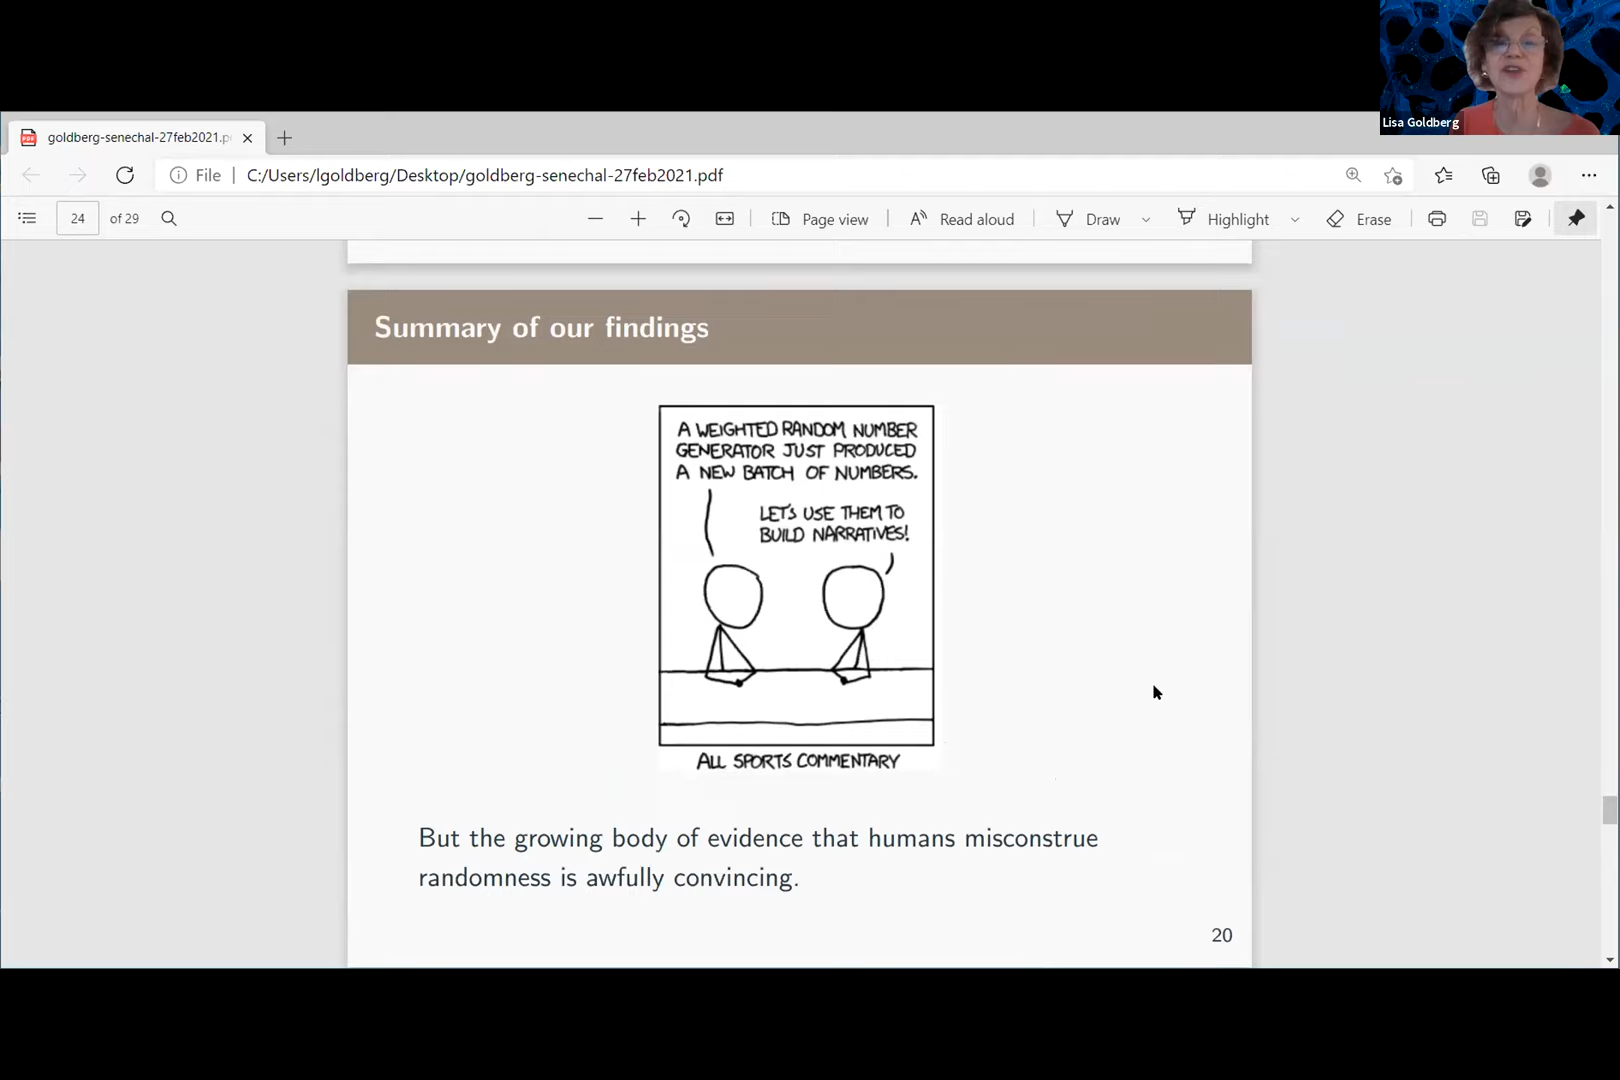 Lisa Goldberg
goldberg-senechal-27feb2021.p
File
C:/Users/lgoldberg/Desktop/goldberg-senechal-27feb2021.pdf
24 of 29
Page view
Read aloud
Draw
Highlight
Erase
Summary of our findings
A WEIGHTED RANDOM NUMBER
GENERATOR JUST PRODUCED
A NEW BATCH OF NUMBERS.
LET'S USE THEM TO
BUILD NARRATIVES!
ALL SPORTS COMMENTARY
But the growing body of evidence that humans misconstrue
randomness is awfully convincing.
20